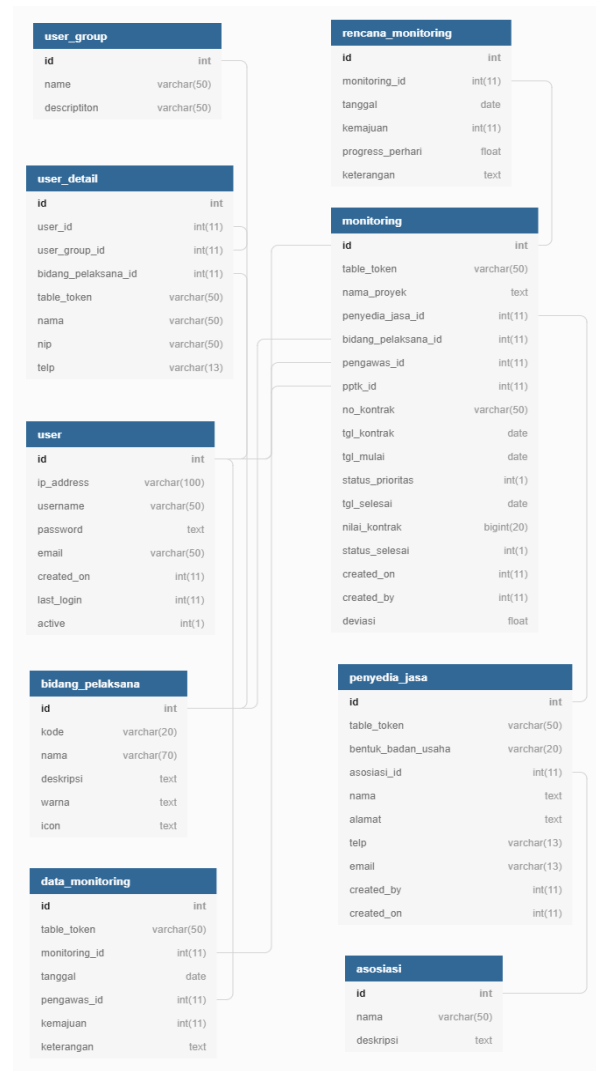 user_group
id int
name varchar(50)
descriptiton varchar(50)
user_detail
id int
user_id int(11)
user_group_id int(11)
bidang_pelaksana_id int(11)
table_token varchar(50)
nama varchar(50)
nip varchar(50)
telp varchar(13)
user
id int
ip_address varchar(100)
username varchar(50)
password text
email varchar(50)
created_on int(11)
last_login int(11)
active int(1)
bidang_pelaksana
id int
kode varchar(20)
nama varchar(70)
deskripsi text
warna text
icon text
data_monitoring
id int
table_token varchar(50)
monitoring_id int(11)
tanggal date
pengawas_id int(11)
kemajuan int(11)
keterangan text
rencana_monitoring
id int
monitoring_id int(11)
tanggal date
kemajuan int(11)
progress_perhari float
keterangan text
monitoring
id int
table_token varchar(50)
nama_proyek text
penyedia_jasa_id int(11)
bidang_pelaksana_id int(11)
pengawas_id int(11)
pptk_id int(11)
no_kontrak varchar(50)
tgl_kontrak date
tgl_mulai date
status_prioritas int(1)
tgl_selesai date
nilai_kontrak bigint(20)
status_selesai int(1)
created_on int(11)
created_by int(11)
deviasi float
penyedia_jasa
id int
table_token varchar(50)
bentuk_badan_usaha varchar(20)
asosiasi_id int(11)
nama text
alamat text
telp varchar(13)
email varchar(13)
created_by int(11)
created_on int(11)
asosiasi
id int
nama varchar(50)
deskripsi text